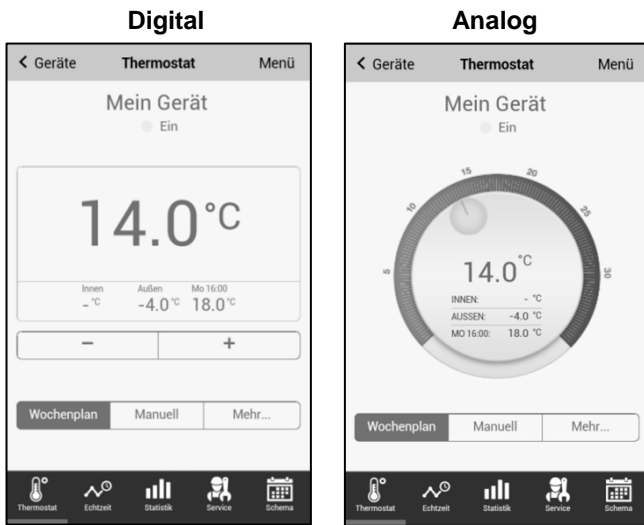 Digital
Geräte Thermostat Menü
Mein Gerät
Ein
14.0°C
Innen Außen Mo 16:00
- °C -4.0°C 18.0°C
− +
Wochenplan Manuell Mehr...
Thermostat Echtzeit Statistik Service Schema
Analog
Geräte Thermostat Menü
Mein Gerät
Ein
5 10 15 20 25 30
14.0°C
INNEN: - °C
AUSSEN: -4.0 °C
MO 16:00: 18.0 °C
Wochenplan Manuell Mehr...
Thermostat Echtzeit Statistik Service Schema